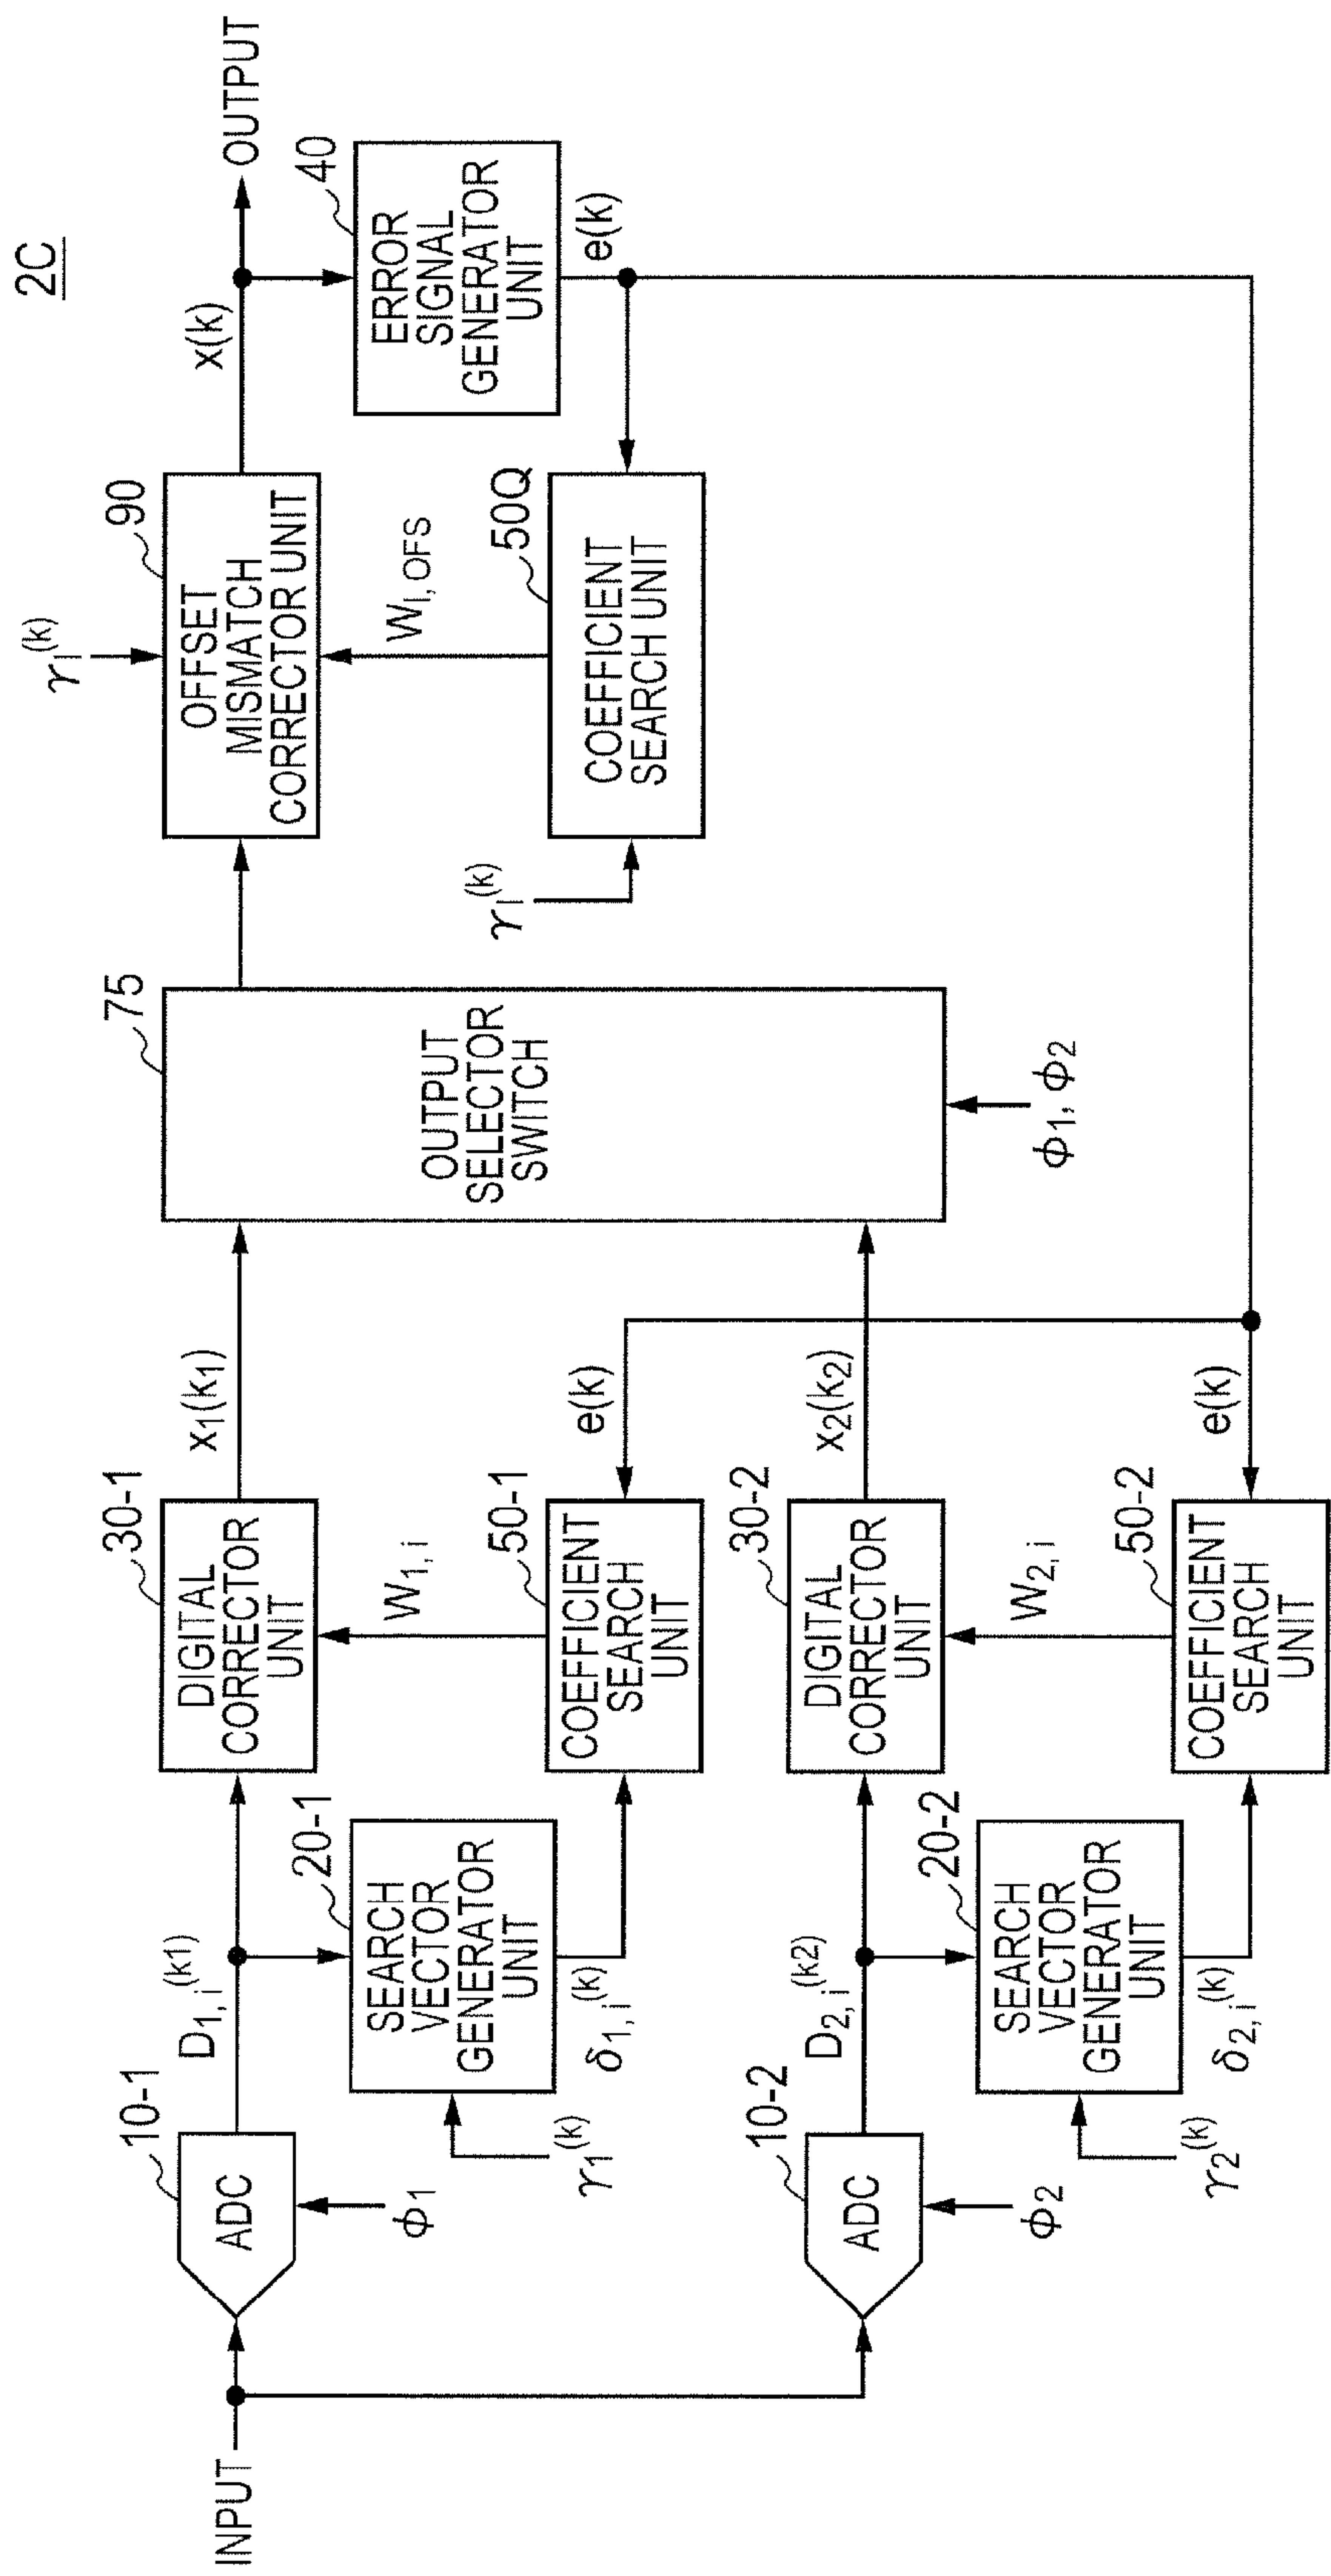 2C
INPUT
10-1
ADC
ϕ1
D1, i(k1)
20-1
SEARCH
VECTOR
GENERATOR
UNIT
γ1(k)
δ1, i(k)
30-1
DIGITAL
CORRECTOR
UNIT
W1, i
50-1
COEFFICIENT
SEARCH
UNIT
x1(k1)
e(k)
10-2
ADC
ϕ2
D2, i(k2)
20-2
SEARCH
VECTOR
GENERATOR
UNIT
γ2(k)
δ2, i(k)
30-2
DIGITAL
CORRECTOR
UNIT
W2, i
50-2
COEFFICIENT
SEARCH
UNIT
x2(k2)
e(k)
75
OUTPUT
SELECTOR
SWITCH
ϕ1, ϕ2
γl(k)
90
OFFSET
MISMATCH
CORRECTOR UNIT
Wl, OFS
γl(k)
50Q
COEFFICIENT
SEARCH UNIT
x(k)
OUTPUT
40
ERROR
SIGNAL
GENERATOR
UNIT
e(k)